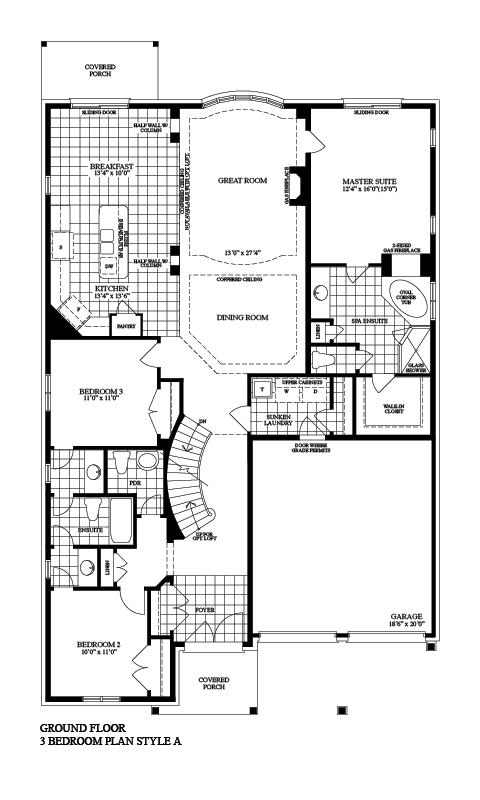 COVERED
PORCH
SLIDING DOOR
SLIDING DOOR
HALF WALL W/
COLUMN
BREAKFAST
13'4" x 10'0"
COFFERED CEILING
NOT AVAILABLE WITH OPT. LOFT
GREAT ROOM
GAS FIREPLACE
MASTER SUITE
12'4" x 16'0"(15'0")
S
FLUSH
BREAKFAST BAR
DW
HALF WALL W/
COLUMN
13'0" x 27'4"
2-SIDED
GAS FIREPLACE
KITCHEN
13'4" x 13'6"
COFFERED CEILING
OVAL
CORNER
TUB
F
PANTRY
DINING ROOM
SPA ENSUITE
LINEN
GLASS
SHOWER
BEDROOM 3
11'0" x 11'0"
UPPER CABINETS
T
W
D
SUNKEN
LAUNDRY
WALK-IN
CLOSET
DN
DOOR WHERE
GRADE PERMITS
PDR
ENSUITE
UP FOR
OPT LOFT
LINEN
FOYER
GARAGE
18'6" x 20'0"
BEDROOM 2
10'0" x 11'0"
COVERED
PORCH
GROUND FLOOR
3 BEDROOM PLAN STYLE A